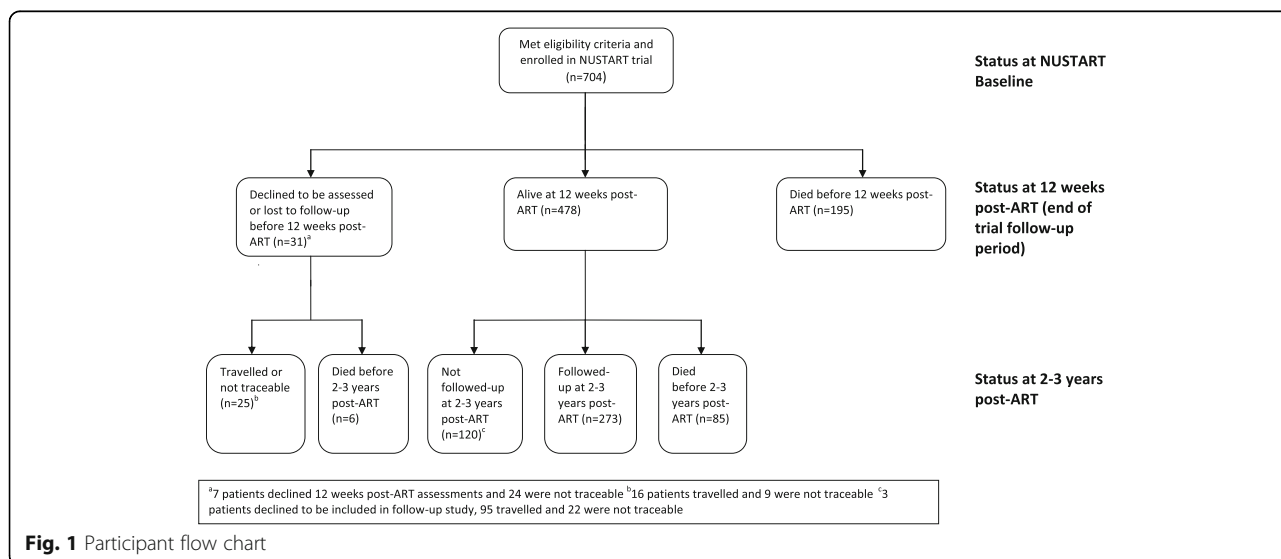 Met eligibility criteria and
enrolled in NUSTART trial
(n=704)
Status at NUSTART
Baseline
Declined to be assessed
or lost to follow-up
before 12 weeks post-
ART (n=31)a
Alive at 12 weeks post-
ART (n=478)
Died before 12 weeks post-
ART (n=195)
Status at 12 weeks
post-ART (end of
trial follow-up
period)
Travelled or
not traceable
(n=25)b
Died before
2-3 years
post-ART
(n=6)
Not
followed-up
at 2-3 years
post-ART
(n=120)c
Followed-
up at 2-3
years post-
ART (n=273)
Died
before 2-3
years post-
ART (n=85)
Status at 2-3 years
post-ART
a7 patients declined 12 weeks post-ART assessments and 24 were not traceable b16 patients travelled and 9 were not traceable c3
patients declined to be included in follow-up study, 95 travelled and 22 were not traceable
Fig. 1 Participant flow chart